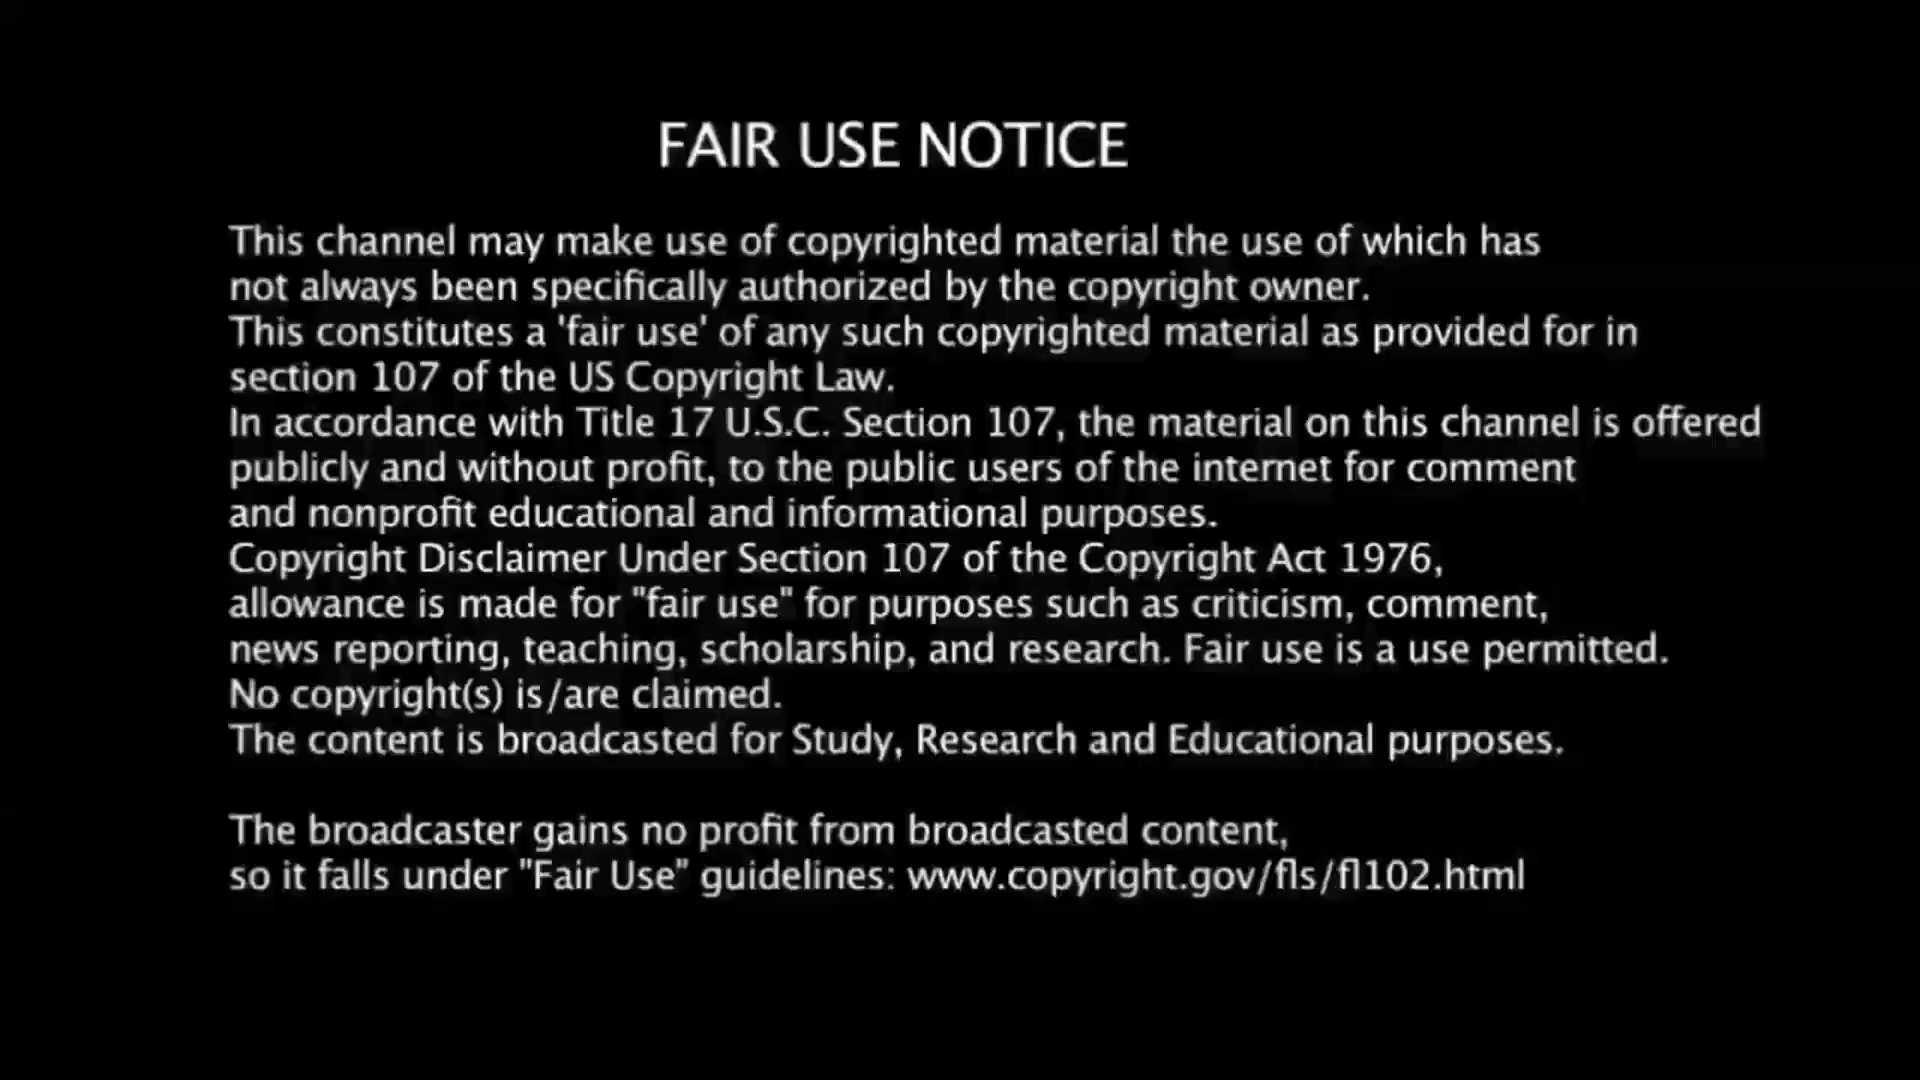 FAIR USE NOTICE
This channel may make use of copyrighted material the use of which has
not always been specifically authorized by the copyright owner.
This constitutes a 'fair use' of any such copyrighted material as provided for in
section 107 of the US Copyright Law.
In accordance with Title 17 U.S.C. Section 107, the material on this channel is offered
publicly and without profit, to the public users of the internet for comment
and nonprofit educational and informational purposes.
Copyright Disclaimer Under Section 107 of the Copyright Act 1976,
allowance is made for "fair use" for purposes such as criticism, comment,
news reporting, teaching, scholarship, and research. Fair use is a use permitted.
No copyright(s) is/are claimed.
The content is broadcasted for Study, Research and Educational purposes.
The broadcaster gains no profit from broadcasted content,
so it falls under "Fair Use" guidelines: www.copyright.gov/fls/fl102.html